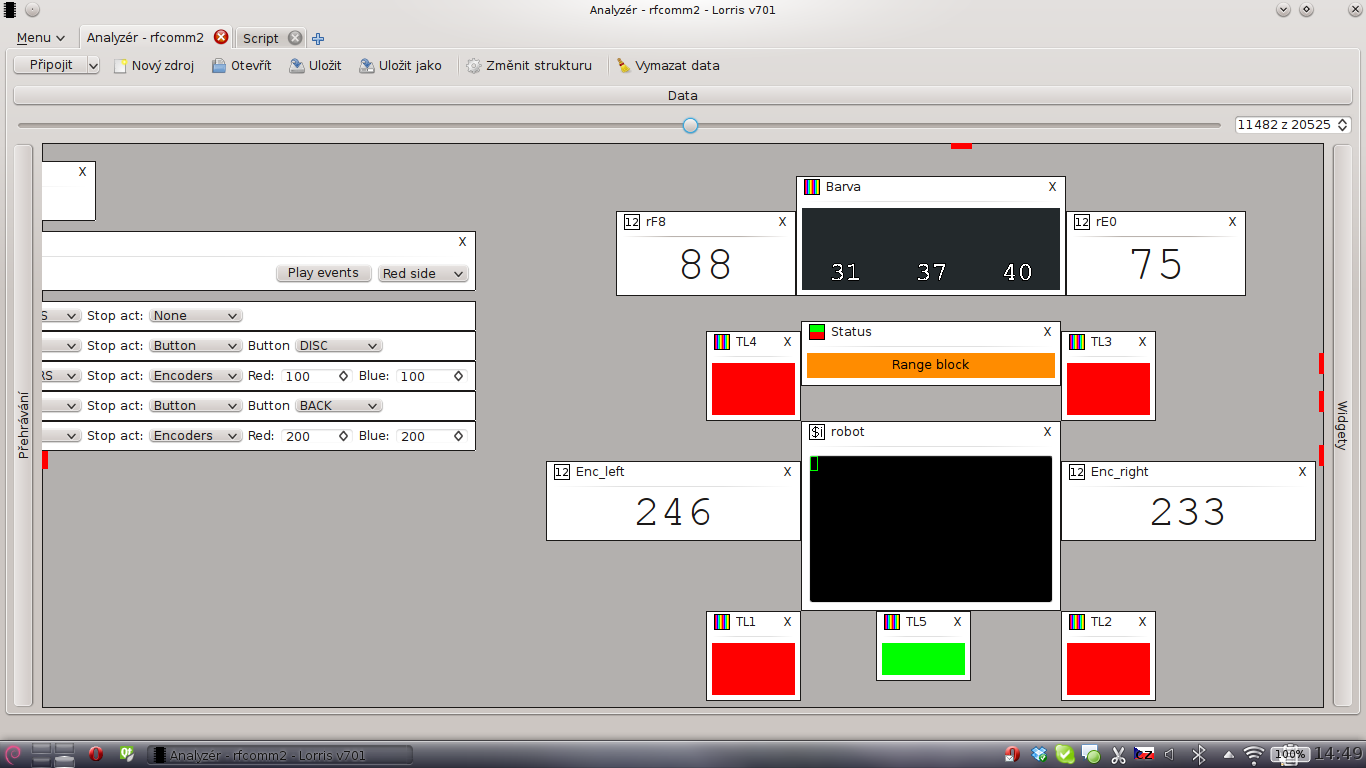 Analyzér - rfcomm2 - Lorris v701
Menu Analyzér - rfcomm2 Script
Připojit Nový zdroj Otevřít Uložit Uložit jako Změnit strukturu Vymazat data
Data
11482 z 20525
Přehrávání
Widgety
X
X
Play events Red side
S Stop act: None
Stop act: Button Button DISC
RS Stop act: Encoders Red: 100 Blue: 100
Stop act: Button Button BACK
Stop act: Encoders Red: 200 Blue: 200
Barva X
31 37 40
12 rF8 X
88
12 rE0 X
75
Status X
Range block
TL4 X
TL3 X
$i robot X
12 Enc_left X
246
12 Enc_right X
233
TL1 X
TL5 X
TL2 X
Analyzér - rfcomm2 - Lorris v701
CZ 100% 14:49